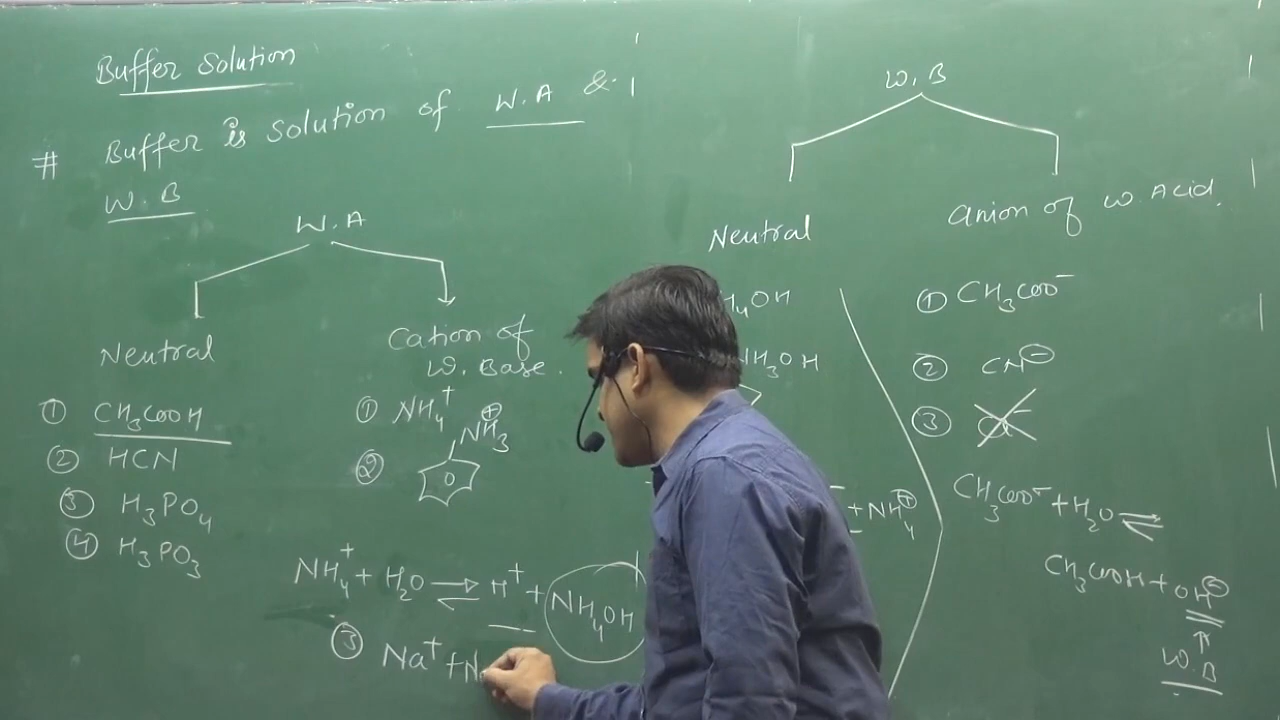 Buffer Solution
# Buffer is solution of W.A &
W.B
W.A
Neutral
① CH₃COOH
② HCN
③ H₃PO₄
④ H₃PO₃
Cation of
W. Base.
① NH₄⁺
② NH₃⊕
NH₄⁺ + H₂O ⇌ H⁺ + NH₄OH
③ Na⁺ +
W.B
Neutral
H₄OH
NH₃OH
+ NH₄⊕
Anion of W. Acid.
① CH₃COO⁻
② CN⊖
③
CH₃COO⁻ + H₂O ⇌
CH₃COOH + OH⊖
W.B